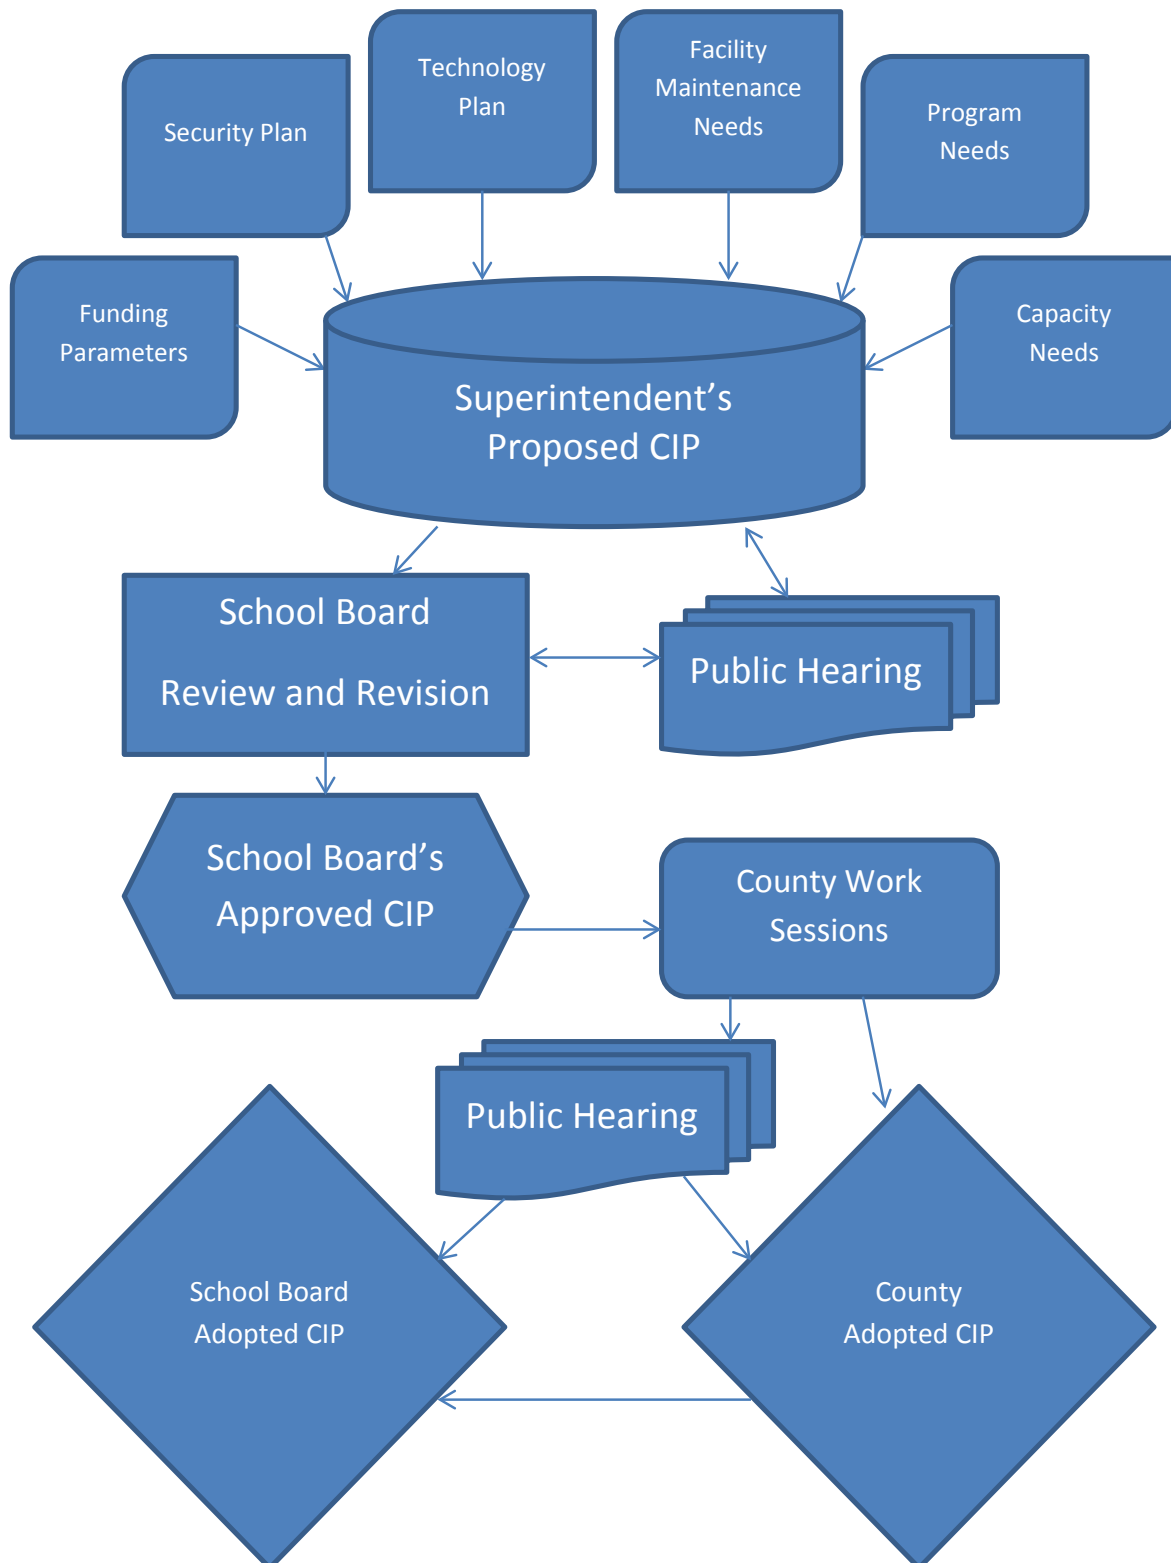 Technology
Plan
Facility
Maintenance
Needs
Security Plan
Program
Needs
Funding
Parameters
Capacity
Needs
Superintendent’s
Proposed CIP
School Board
Review and Revision
Public Hearing
School Board’s
Approved CIP
County Work
Sessions
Public Hearing
School Board
Adopted CIP
County
Adopted CIP